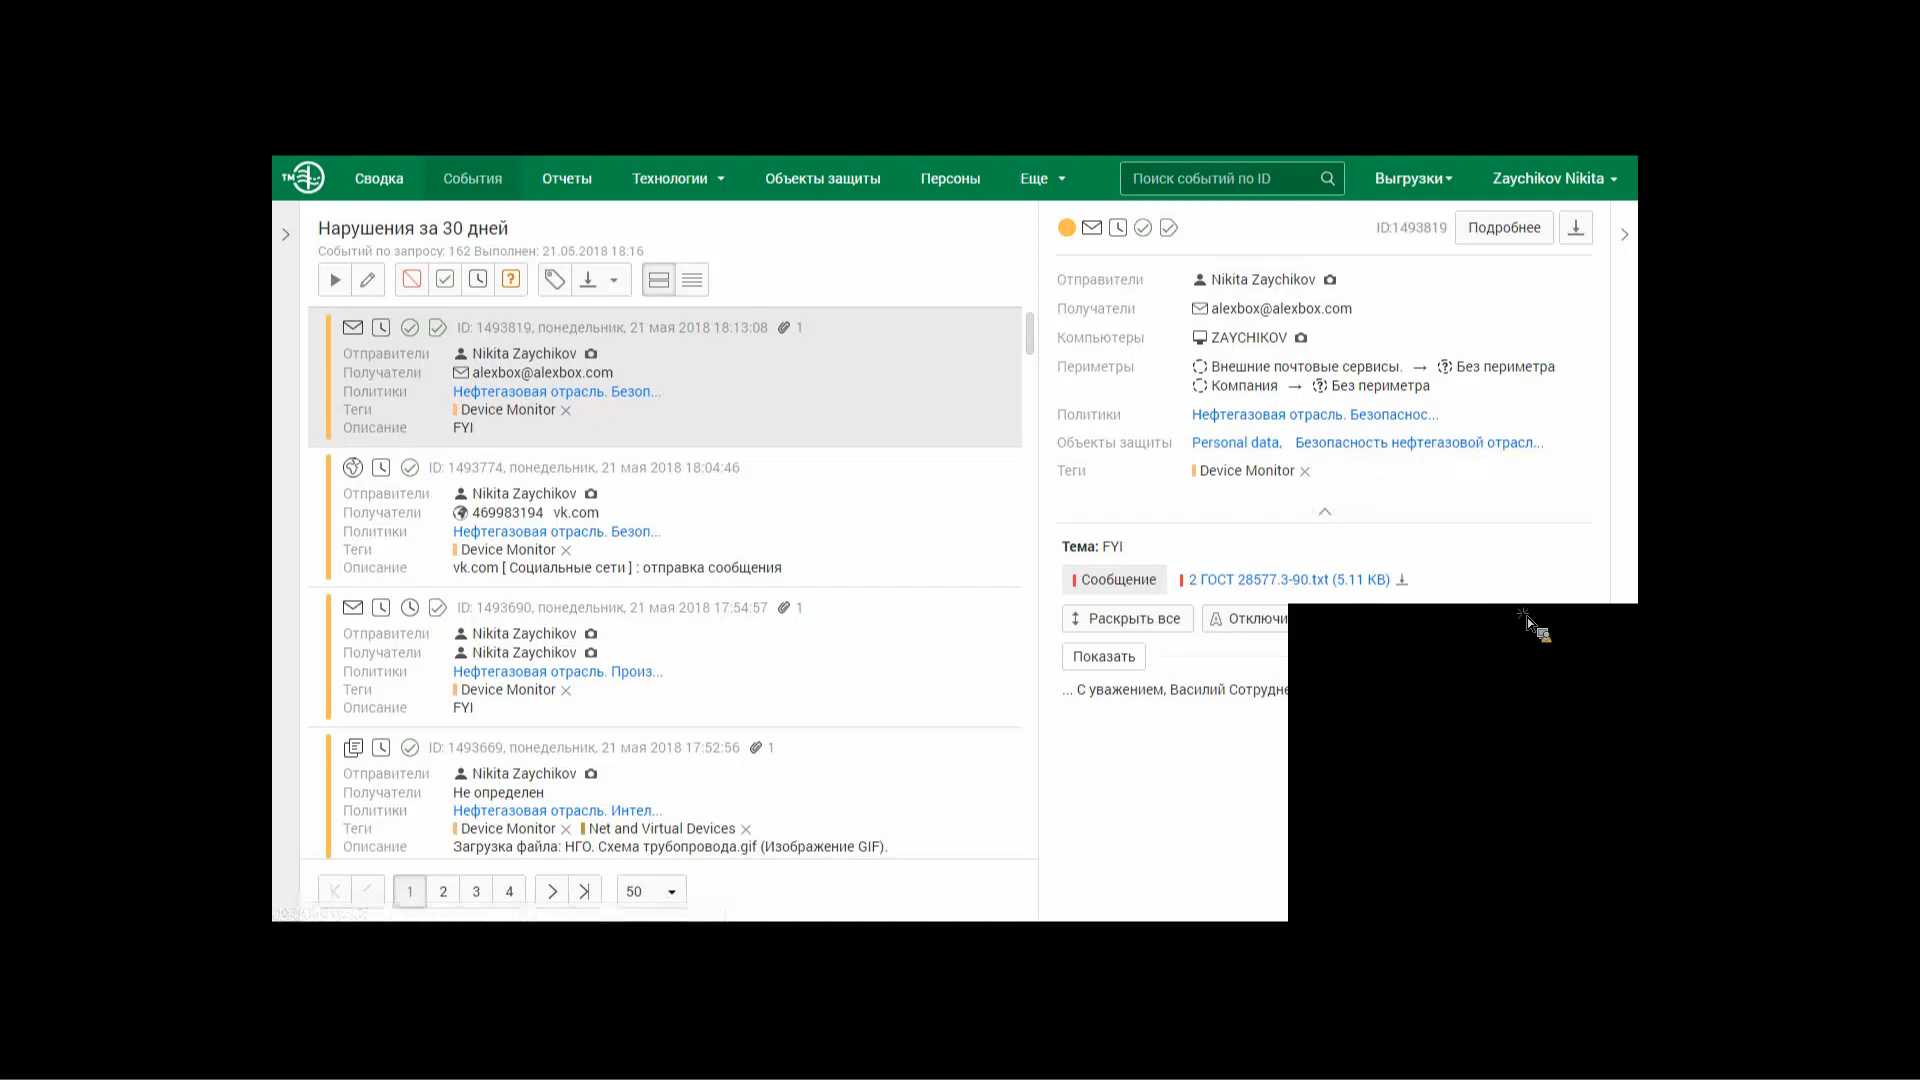 TM
Сводка События Отчеты Технологии Объекты защиты Персоны Еще Поиск событий по ID Выгрузки Zaychikov Nikita
Нарушения за 30 дней
Событий по запросу: 162 Выполнен: 21.05.2018 18:16
ID: 1493819, понедельник, 21 мая 2018 18:13:08 1
Отправители Nikita Zaychikov
Получатели alexbox@alexbox.com
Политики Нефтегазовая отрасль. Безоп...
Теги Device Monitor
Описание FYI
ID: 1493774, понедельник, 21 мая 2018 18:04:46
Отправители Nikita Zaychikov
Получатели 469983194 vk.com
Политики Нефтегазовая отрасль. Безоп...
Теги Device Monitor
Описание vk.com [ Социальные сети ] : отправка сообщения
ID: 1493690, понедельник, 21 мая 2018 17:54:57 1
Отправители Nikita Zaychikov
Получатели Nikita Zaychikov
Политики Нефтегазовая отрасль. Произ...
Теги Device Monitor
Описание FYI
ID: 1493669, понедельник, 21 мая 2018 17:52:56 1
Отправители Nikita Zaychikov
Получатели Не определен
Политики Нефтегазовая отрасль. Интел...
Теги Device Monitor Net and Virtual Devices
Описание Загрузка файла: НГО. Схема трубопровода.gif (Изображение GIF).
1 2 3 4 50
ID:1493819 Подробнее
Отправители Nikita Zaychikov
Получатели alexbox@alexbox.com
Компьютеры ZAYCHIKOV
Периметры Внешние почтовые сервисы. → Без периметра
Компания → Без периметра
Политики Нефтегазовая отрасль. Безопаснос...
Объекты защиты Personal data, Безопасность нефтегазовой отрасл...
Теги Device Monitor
Тема: FYI
Сообщение 2 ГОСТ 28577.3-90.txt (5.11 KB)
Раскрыть все Отключи
Показать
... С уважением, Василий Сотрудне